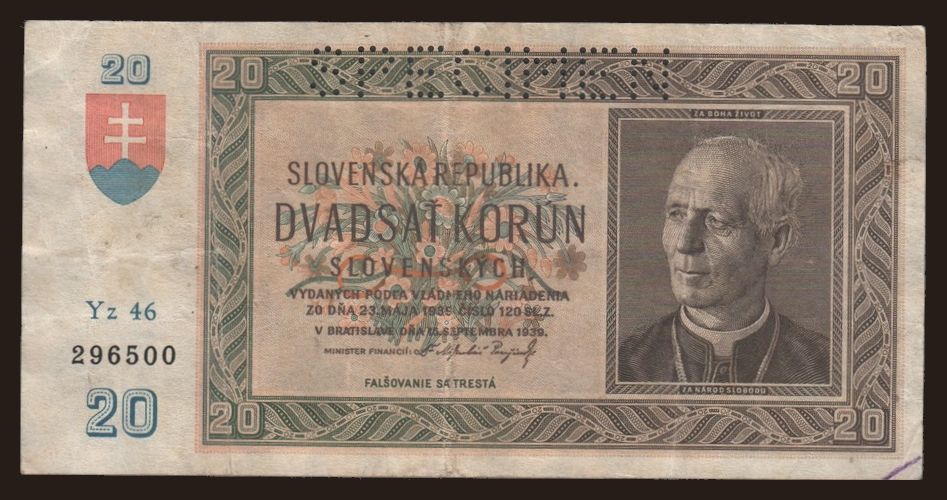 SPECIMEN
20
20
20
ZA BOHA ŽIVOT
SLOVENSKÁ REPUBLIKA.
DVADSAŤ KORUN
SLOVENSKÝCH,
VYDANÝCH PODĽA VLÁDNEHO NARIADENIA
ZO DŇA 23. MÁJA 1939 ČÍSLO 120 SL. Z.
V BRATISLAVE DŇA 15. SEPTEMBRA 1939.
MINISTER FINANCIÍ:
FALŠOVANIE SA TRESTÁ
ZA NÁROD SLOBODU
Yz 46
296500
20
20
20